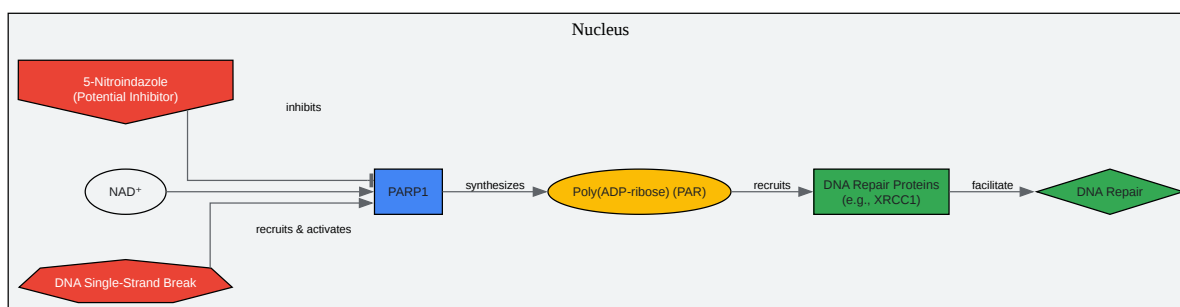 Nucleus
5-Nitroindazole
(Potential Inhibitor)
inhibits
NAD⁺
PARP1
synthesizes
Poly(ADP-ribose) (PAR)
recruits
DNA Repair Proteins
(e.g., XRCC1)
facilitate
DNA Repair
recruits & activates
DNA Single-Strand Break